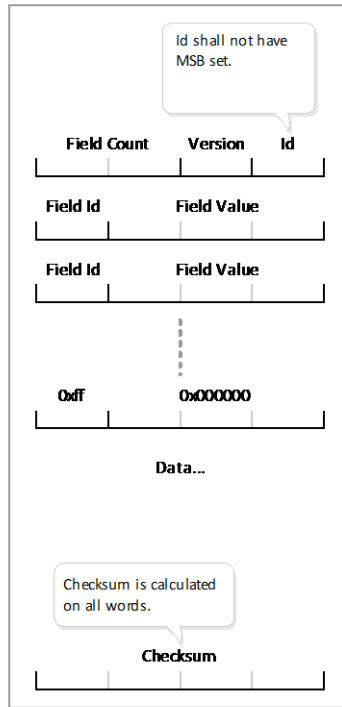 Id shall not have
MSB set.
Field Count Version Id
Field Id Field Value
Field Id Field Value
0xff 0x000000
Data...
Checksum is calculated
on all words.
Checksum